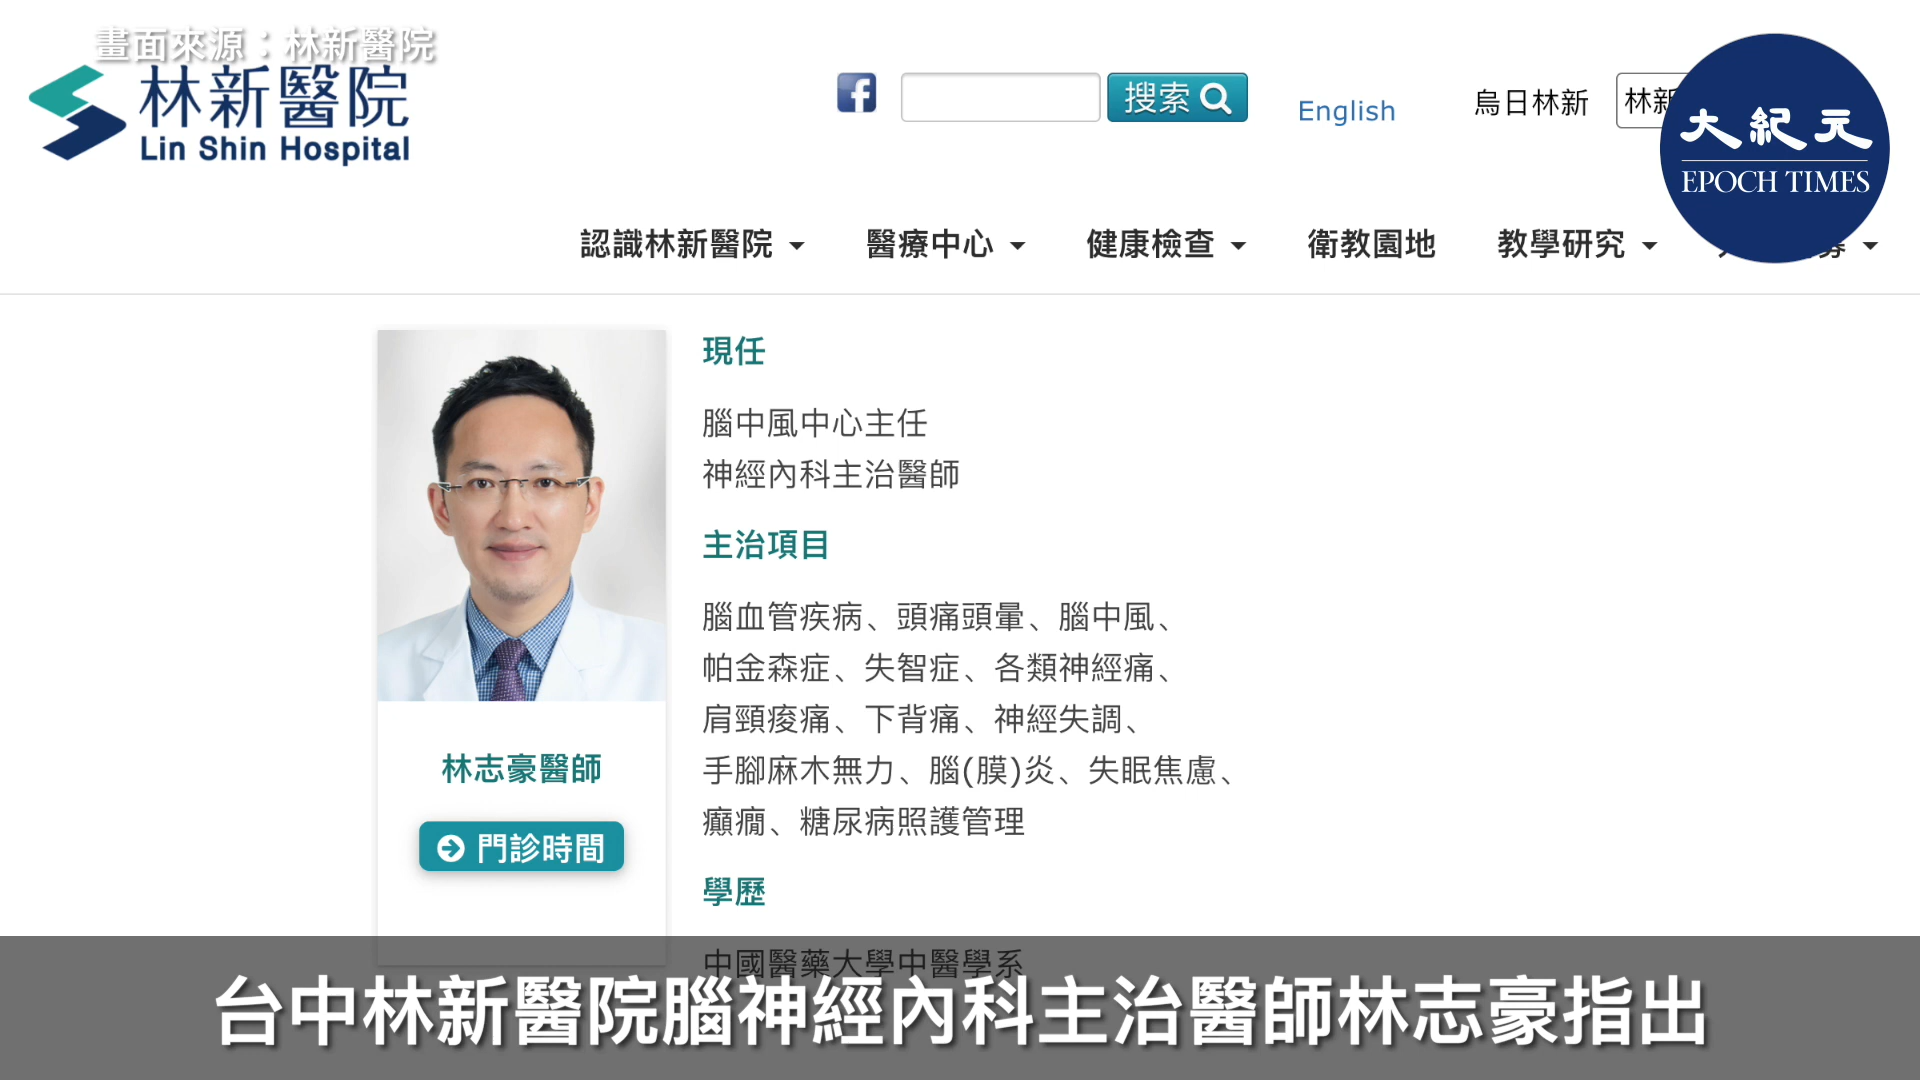 畫面來源：林新醫院
林新醫院
Lin Shin Hospital
搜索
English
烏日林新
林新
大紀元
EPOCH TIMES
認識林新醫院
醫療中心
健康檢查
衛教園地
教學研究
現任
腦中風中心主任
神經內科主治醫師
主治項目
腦血管疾病、頭痛頭暈、腦中風、
帕金森症、失智症、各類神經痛、
肩頸痠痛、下背痛、神經失調、
手腳麻木無力、腦(膜)炎、失眠焦慮、
癲癇、糖尿病照護管理
林志豪醫師
門診時間
學歷
中國醫藥大學中醫學系
台中林新醫院腦神經內科主治醫師林志豪指出